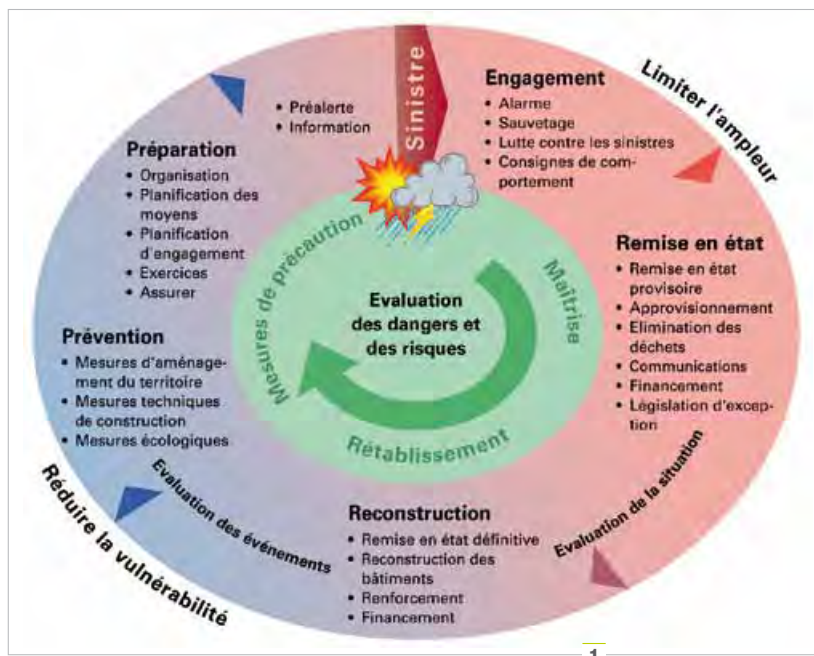 Sinistre
Engagement
• Alarme
• Sauvetage
• Lutte contre les sinistres
• Consignes de com-
portement
Limiter l'ampleur
Remise en état
• Remise en état
provisoire
• Approvisionnement
• Elimination des
déchets
• Communications
• Financement
• Législation d'excep-
tion
Evaluation de la situation
Reconstruction
• Remise en état définitive
• Reconstruction des
bâtiments
• Renforcement
• Financement
Evaluation des événements
Réduire la vulnérabilité
Prévention
• Mesures d'aménage-
ment du territoire
• Mesures techniques
de construction
• Mesures écologiques
Préparation
• Organisation
• Planification des
moyens
• Planification
d'engagement
• Exercices
• Assurer
• Préalerte
• Information
Mesures de précaution
Maîtrise
Rétablissement
Evaluation
des dangers et
des risques
1